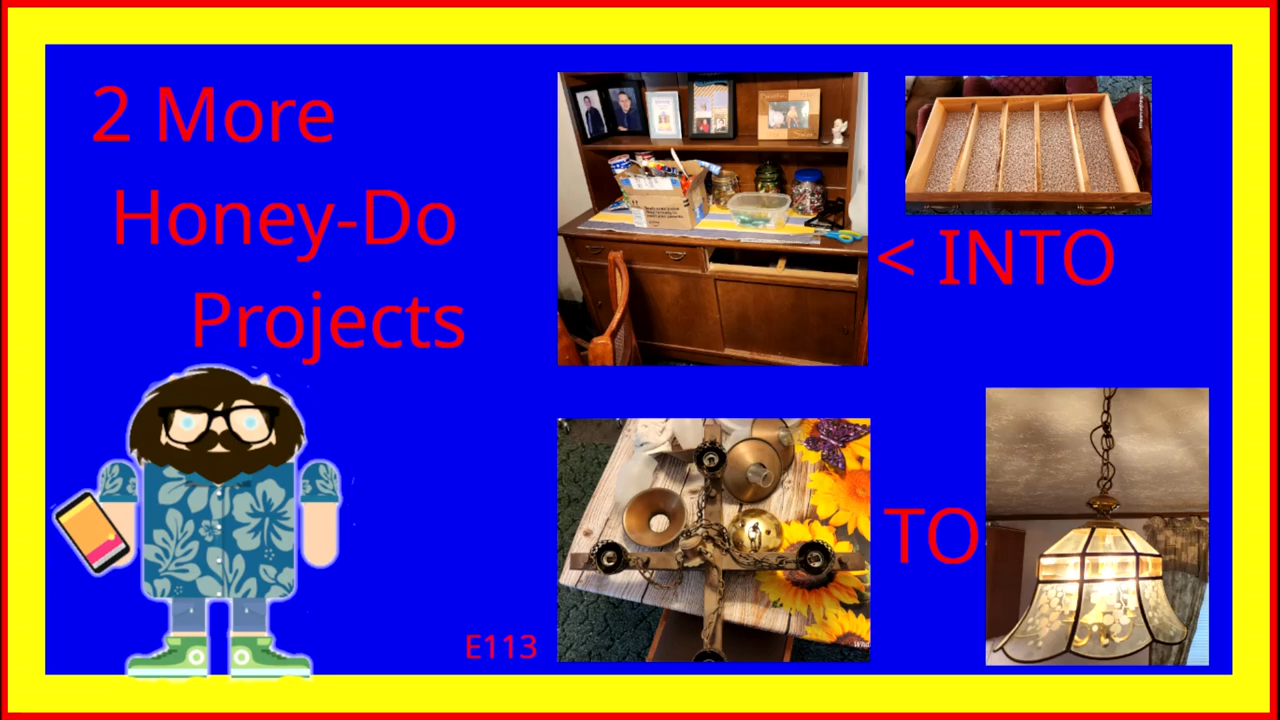 2 More
Honey-Do
Projects
< INTO
TO
E113